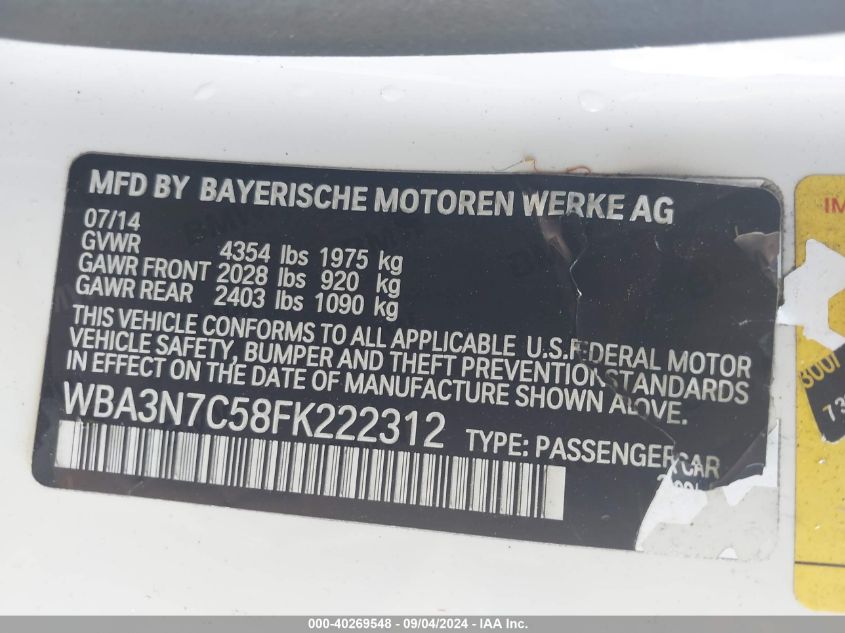 MFD BY BAYERISCHE MOTOREN WERKE AG
07/14
GVWR 4354 lbs 1975 kg
GAWR FRONT 2028 lbs 920 kg
GAWR REAR 2403 lbs 1090 kg
THIS VEHICLE CONFORMS TO ALL APPLICABLE U.S.FEDERAL MOTOR
VEHICLE SAFETY, BUMPER AND THEFT PREVENTION STANDARDS
IN EFFECT ON THE DATE OF MANUFACTURE SHOWN ABOVE.
WBA3N7C58FK222312 TYPE: PASSENGER CAR
IM
300
73
000-40269548 - 09/04/2024 - IAA Inc.